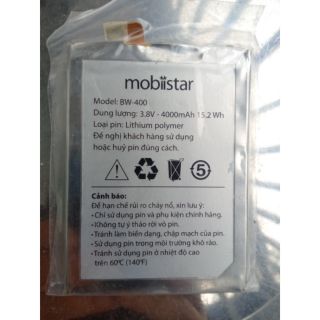 mobiistar
Model: BW-400
Dung lượng: 3.8V - 4000mAh 15.2 Wh
Loại pin: Lithium polymer
Đề nghị khách hàng sử dụng
hoặc huỷ pin đúng cách.
5
Cảnh báo:
Để hạn chế rủi ro cháy nổ, xin lưu ý:
• Chỉ sử dụng pin và phụ kiện chính hãng.
• Không tự ý tháo rời vỏ pin.
• Tránh làm biến dạng, chập mạch của pin.
• Sử dụng pin trong môi trường khô ráo.
• Tránh sử dụng pin ở nhiệt độ cao
trên 60°C (140°F)